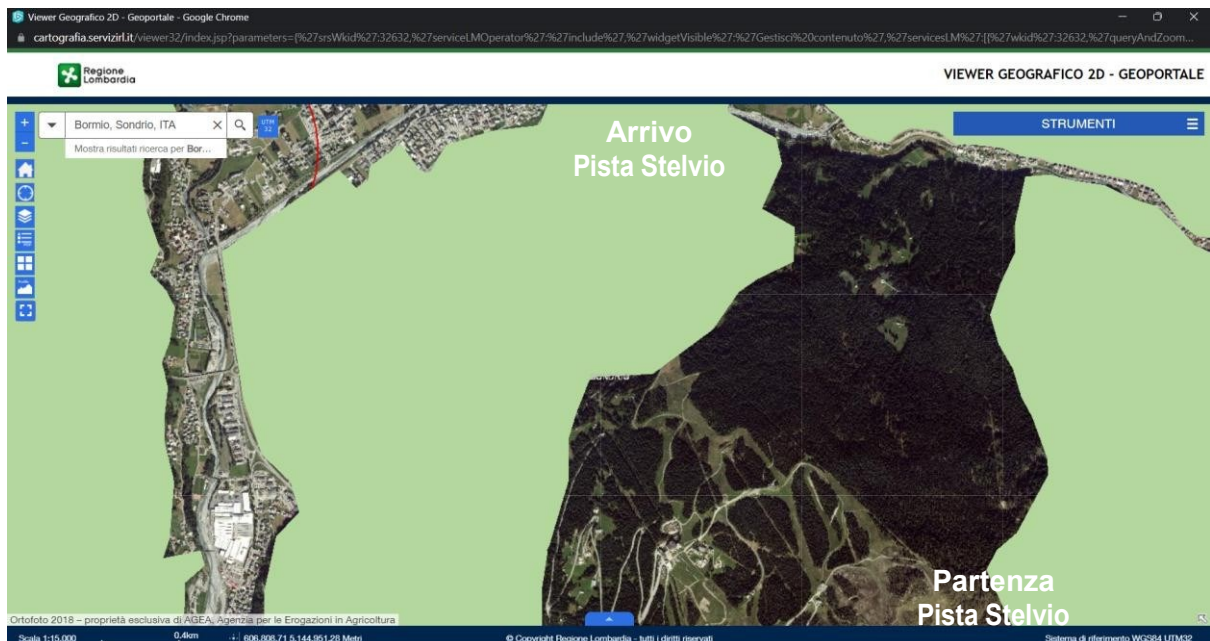 Viewer Geografico 2D - Geoportale - Google Chrome
cartografia.servizirl.it/viewer32/index.jsp?parameters={%27srsWkid%27:32632,%27serviceLMOperator%27:%27include%27,%27widgetVisible%27:%27Gestisci%20contenuto%27,%27servicesLM%27:[{%27wkid%27:32632,%27queryAndZoom...
Regione
Lombardia
VIEWER GEOGRAFICO 2D - GEOPORTALE
Bormio, Sondrio, ITA
UTM
32
Mostra risultati ricerca per Bor...
STRUMENTI
Arrivo
Pista Stelvio
Partenza
Pista Stelvio
Ortofoto 2018 – proprietà esclusiva di AGEA, Agenzia per le Erogazioni in Agricoltura
Scala 1:15.000
0.4km
606.808,71 5.144.951,28 Metri
© Copyright Regione Lombardia - tutti i diritti riservati
Sistema di riferimento WGS84 UTM32